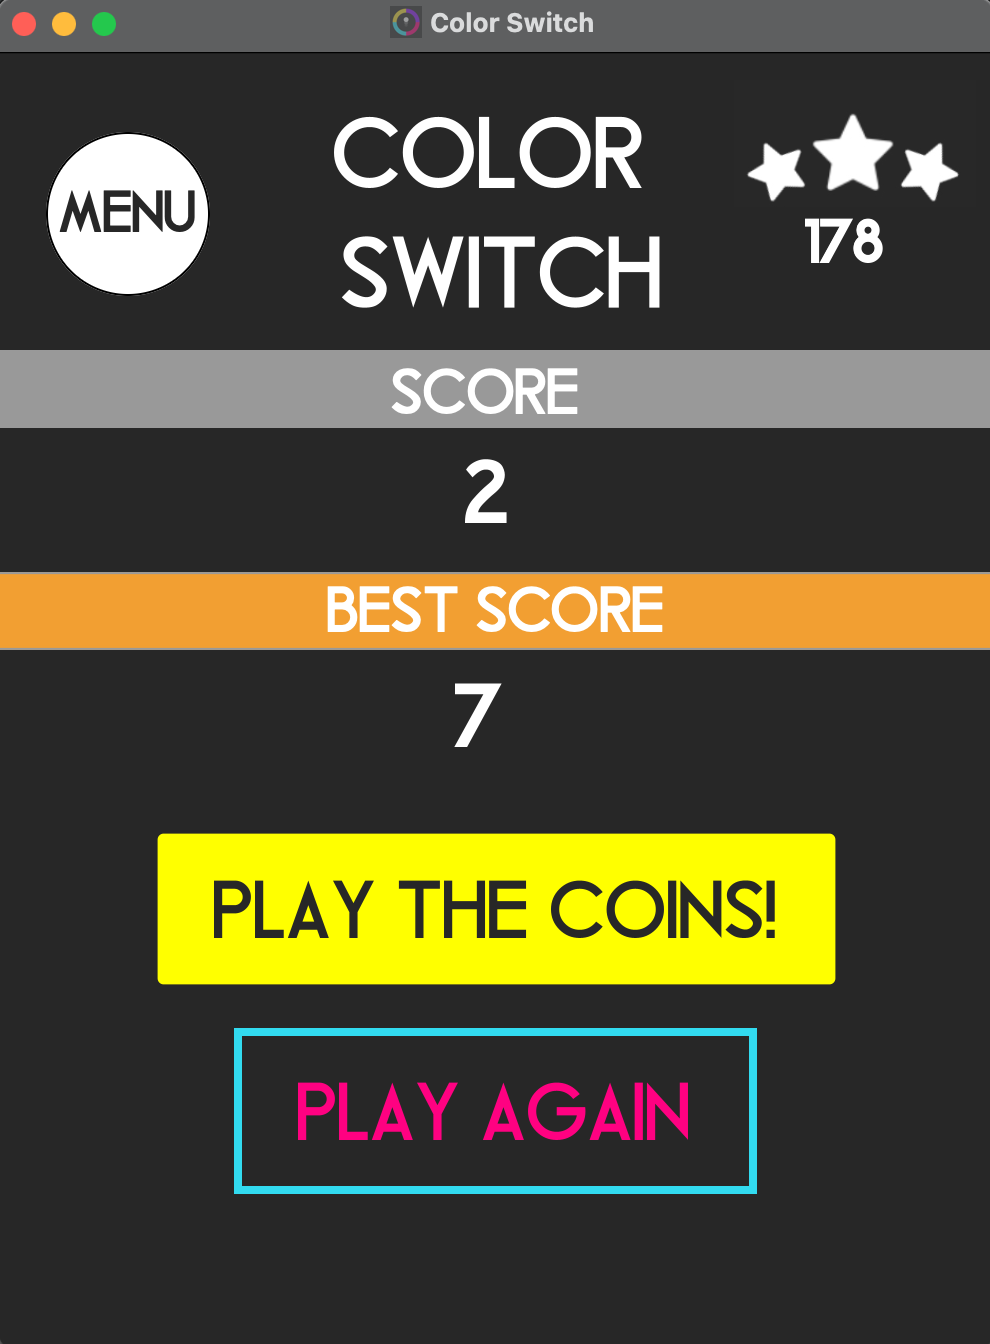 Color Switch
MENU
COLOR
SWITCH
178
SCORE
2
BEST SCORE
7
PLAY THE COINS!
PLAY AGAIN